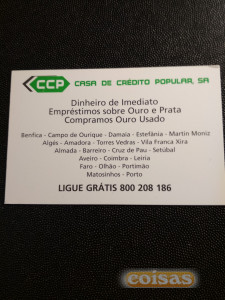 CCP CASA DE CRÉDITO POPULAR, SA
Dinheiro de Imediato
Empréstimos sobre Ouro e Prata
Compramos Ouro Usado
Benfica - Campo de Ourique - Damaia - Estefânia - Martim Moniz
Algés - Amadora - Torres Vedras - Vila Franca Xira
Almada - Barreiro - Cruz de Pau - Setúbal
Aveiro - Coimbra - Leiria
Faro - Olhão - Portimão
Matosinhos - Porto
LIGUE GRÁTIS 800 208 186
coisas